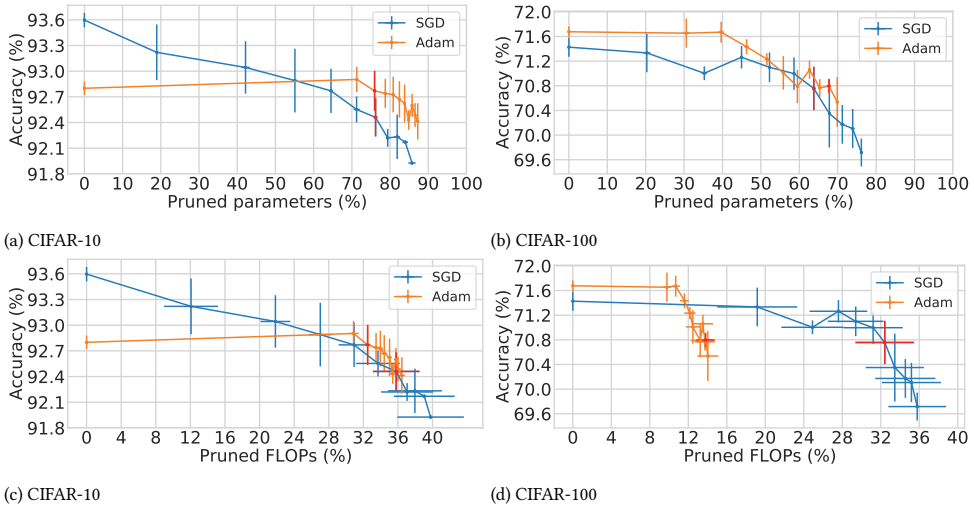 93.6
93.3
93.0
92.7
92.4
92.1
91.8
Accuracy (%)
SGD
Adam
0 10 20 30 40 50 60 70 80 90 100
Pruned parameters (%)
(a) CIFAR-10
72.0
71.6
71.2
70.8
70.4
70.0
69.6
Accuracy (%)
SGD
Adam
0 10 20 30 40 50 60 70 80 90 100
Pruned parameters (%)
(b) CIFAR-100
93.6
93.3
93.0
92.7
92.4
92.1
91.8
Accuracy (%)
SGD
Adam
0 4 8 12 16 20 24 28 32 36 40
Pruned FLOPs (%)
(c) CIFAR-10
72.0
71.6
71.2
70.8
70.4
70.0
69.6
Accuracy (%)
SGD
Adam
0 4 8 12 16 20 24 28 32 36 40
Pruned FLOPs (%)
(d) CIFAR-100